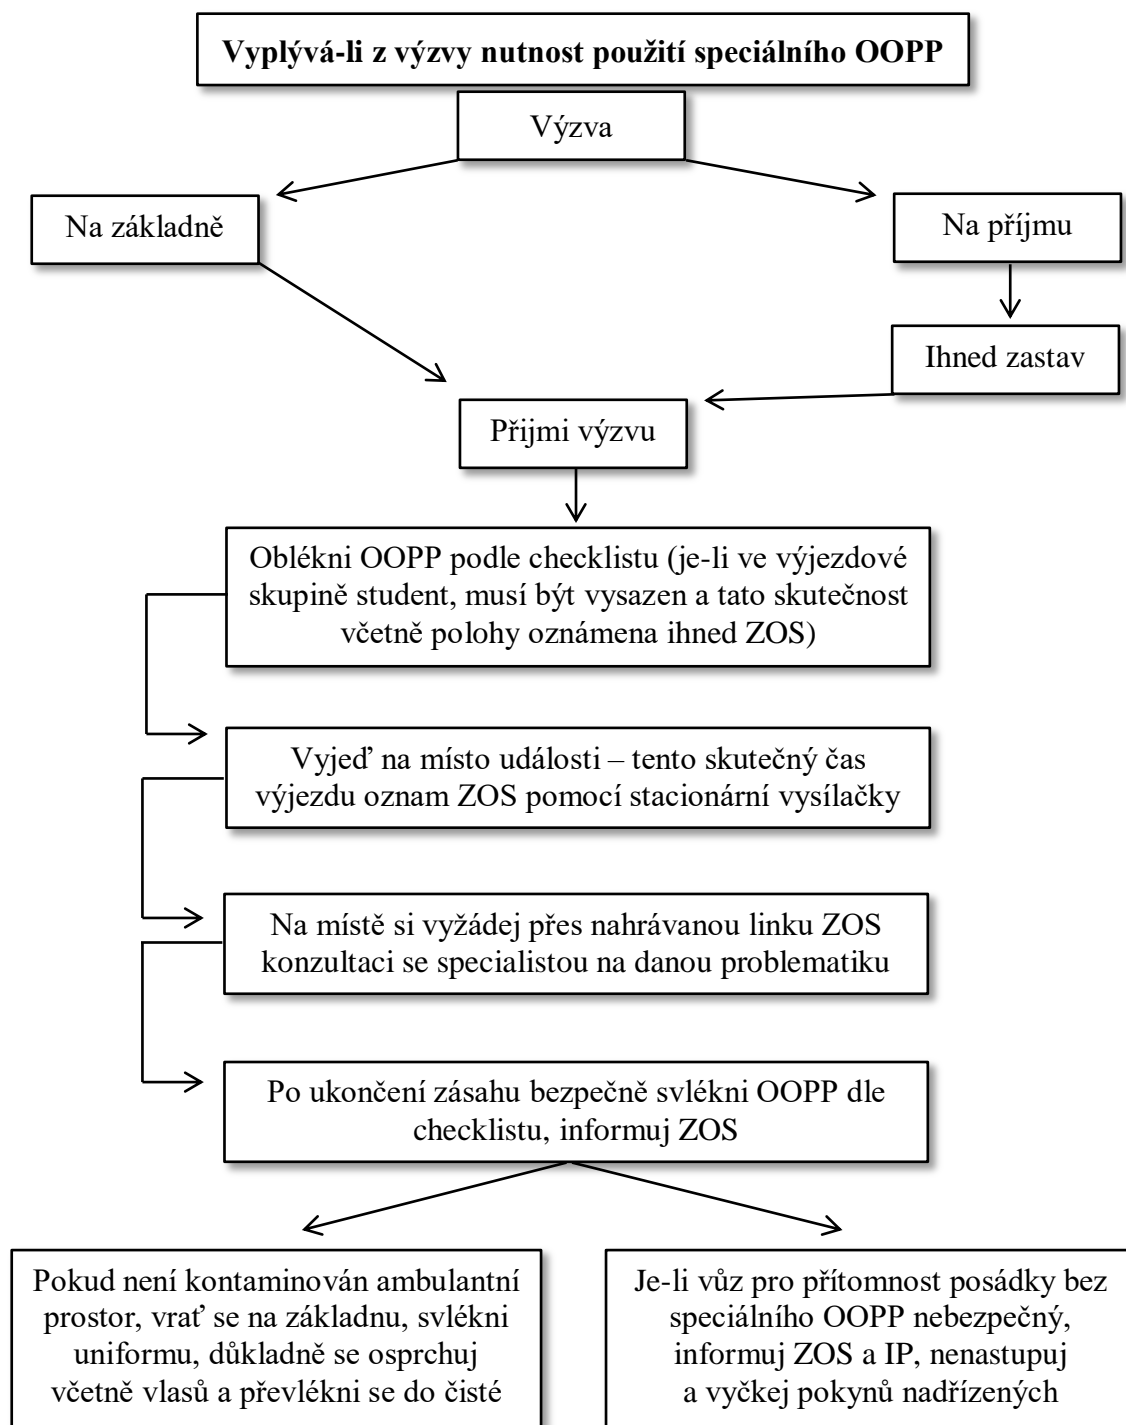 Vyplývá-li z výzvy nutnost použití speciálního OOPP
Výzva
Na základně
Na příjmu
Ihned zastav
Přijmi výzvu
Oblékni OOPP podle checklistu (je-li ve výjezdové
skupině student, musí být vysazen a tato skutečnost
včetně polohy oznámena ihned ZOS)
Vyjeď na místo události – tento skutečný čas
výjezdu oznam ZOS pomocí stacionární vysílačky
Na místě si vyžádej přes nahrávanou linku ZOS
konzultaci se specialistou na danou problematiku
Po ukončení zásahu bezpečně svlékni OOPP dle
checklistu, informuj ZOS
Pokud není kontaminován ambulantní
prostor, vrať se na základnu, svlékni
uniformu, důkladně se osprchuj
včetně vlasů a převlékni se do čisté
Je-li vůz pro přítomnost posádky bez
speciálního OOPP nebezpečný,
informuj ZOS a IP, nenastupuj
a vyčkej pokynů nadřízených